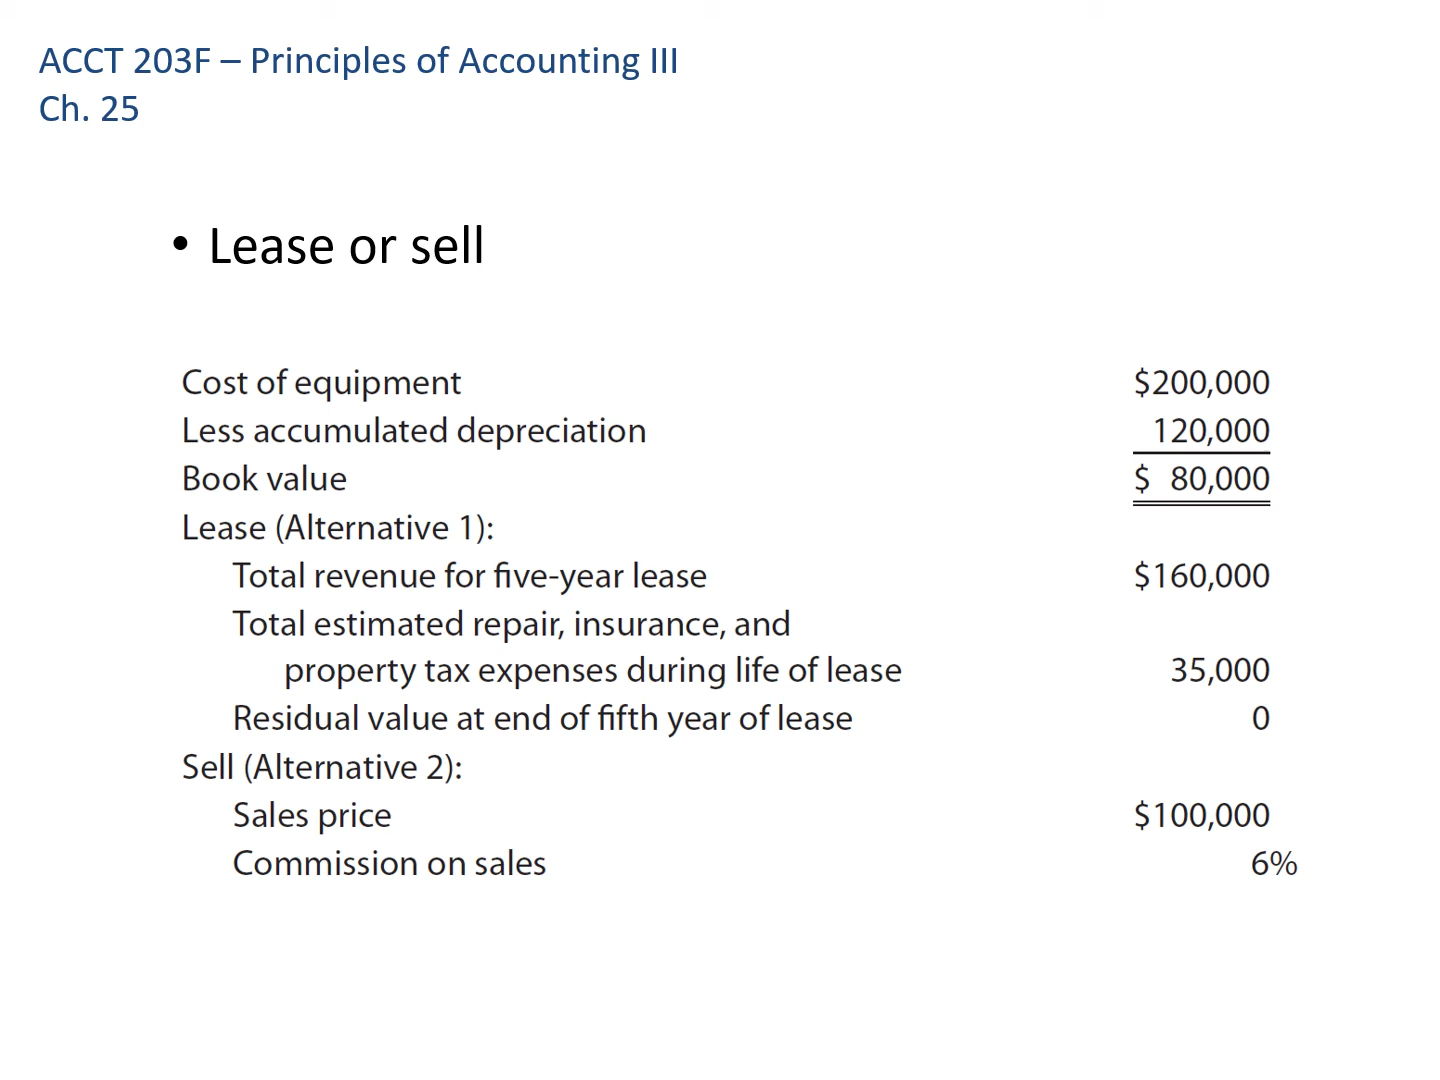 ACCT 203F – Principles of Accounting III
Ch. 25
• Lease or sell
Cost of equipment $200,000
Less accumulated depreciation 120,000
Book value $ 80,000
Lease (Alternative 1):
Total revenue for five-year lease $160,000
Total estimated repair, insurance, and
property tax expenses during life of lease 35,000
Residual value at end of fifth year of lease 0
Sell (Alternative 2):
Sales price $100,000
Commission on sales 6%